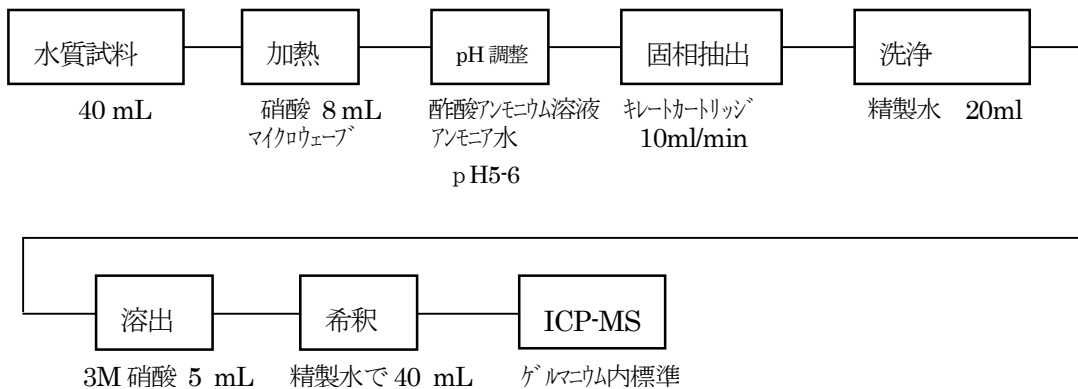 水質試料
加熱
pH 調整
固相抽出
洗浄
40 mL
硝酸 8 mL
マイクロウェーブ
酢酸アンモニウム溶液
アンモニア水
ｐH5-6
キレートカートリッジ
10ml/min
精製水 20ml
溶出
希釈
ICP-MS
3M 硝酸 5 mL
精製水で 40 mL
ゲルマニウム内標準